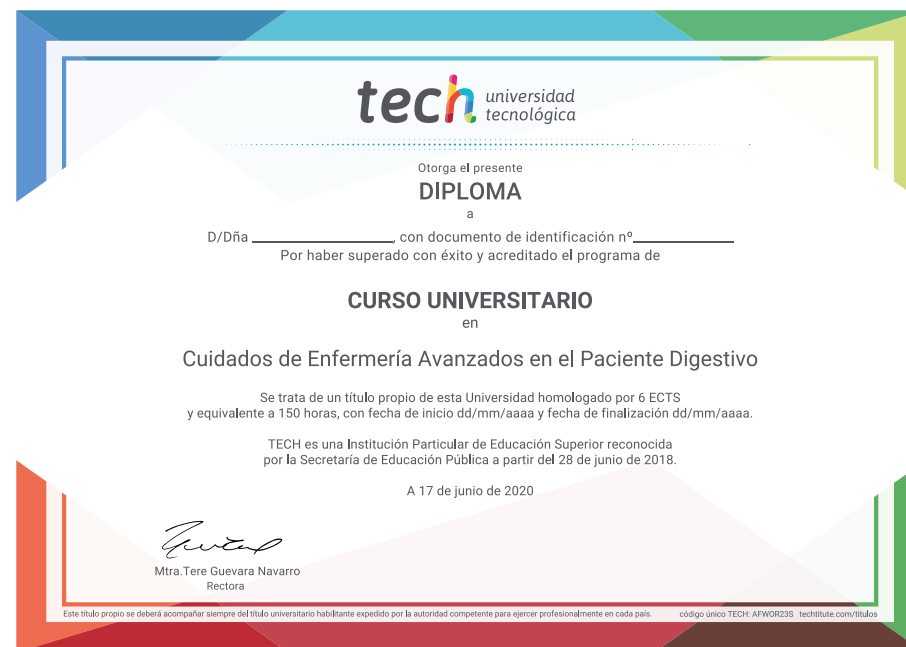 tech universidad
tecnológica
Otorga el presente
DIPLOMA
a
D/Dña ____________________, con documento de identificación nº______________
Por haber superado con éxito y acreditado el programa de
CURSO UNIVERSITARIO
en
Cuidados de Enfermería Avanzados en el Paciente Digestivo
Se trata de un título propio de esta Universidad homologado por 6 ECTS
y equivalente a 150 horas, con fecha de inicio dd/mm/aaaa y fecha de finalización dd/mm/aaaa.
TECH es una Institución Particular de Educación Superior reconocida
por la Secretaría de Educación Pública a partir del 28 de junio de 2018.
A 17 de junio de 2020
Mtra.Tere Guevara Navarro
Rectora
Este título propio se deberá acompañar siempre del título universitario habilitante expedido por la autoridad competente para ejercer profesionalmente en cada país. código único TECH: AFWOR23S techtitute.com/títulos